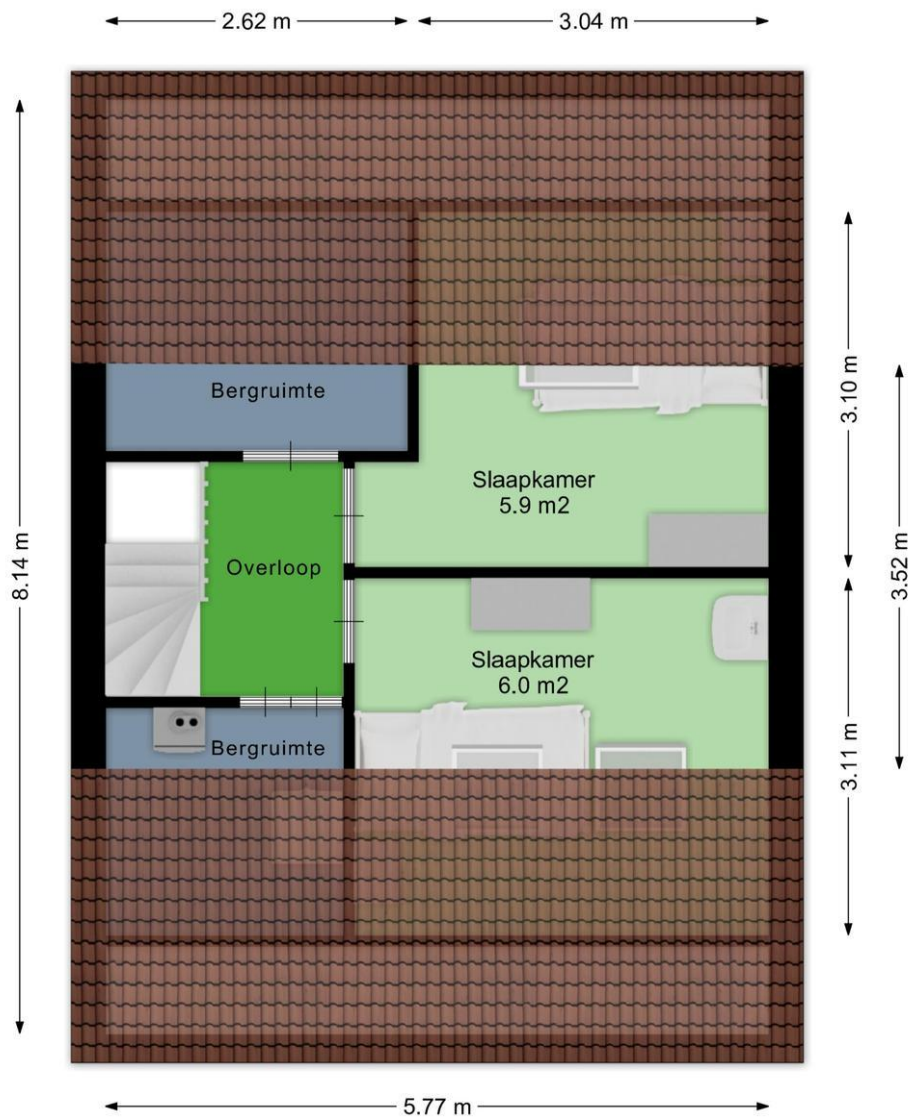 2.62 m
3.04 m
Bergruimte
Slaapkamer
5.9 m2
3.10 m
8.14 m
Overloop
3.52 m
Slaapkamer
6.0 m2
Bergruimte
3.11 m
5.77 m